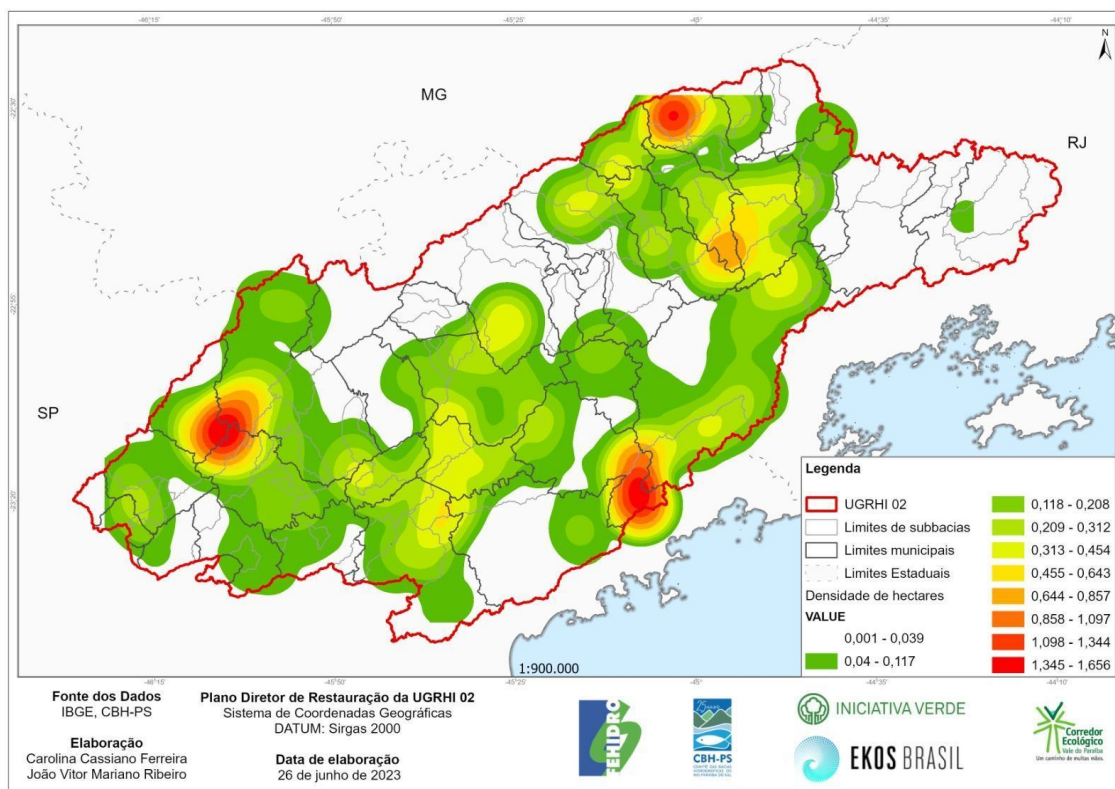 -46°15'
-45°50'
-45°25'
-45°
-44°35'
-44°10'
N
MG
RJ
SP
-22°30'
-22°55'
-23°20'
-22°30'
-22°55'
-23°20'
1:900.000
-46°15'
-45°50'
-45°25'
-45°
-44°35'
-44°10'
Legenda
UGRHI 02
Limites de subbacias
Limites municipais
Limites Estaduais
Densidade de hectares
VALUE
0,001 - 0,039
0,04 - 0,117
0,118 - 0,208
0,209 - 0,312
0,313 - 0,454
0,455 - 0,643
0,644 - 0,857
0,858 - 1,097
1,098 - 1,344
1,345 - 1,656
Fonte dos Dados
IBGE, CBH-PS
Elaboração
Carolina Cassiano Ferreira
João Vitor Mariano Ribeiro
Plano Diretor de Restauração da UGRHI 02
Sistema de Coordenadas Geográficas
DATUM: Sirgas 2000
Data de elaboração
26 de junho de 2023
FEHIDRO
CBH-PS
INICIATIVA VERDE
EKOS BRASIL
Corredor
Ecológico
Vale do Paraíba
Um caminho de muitas mãos.